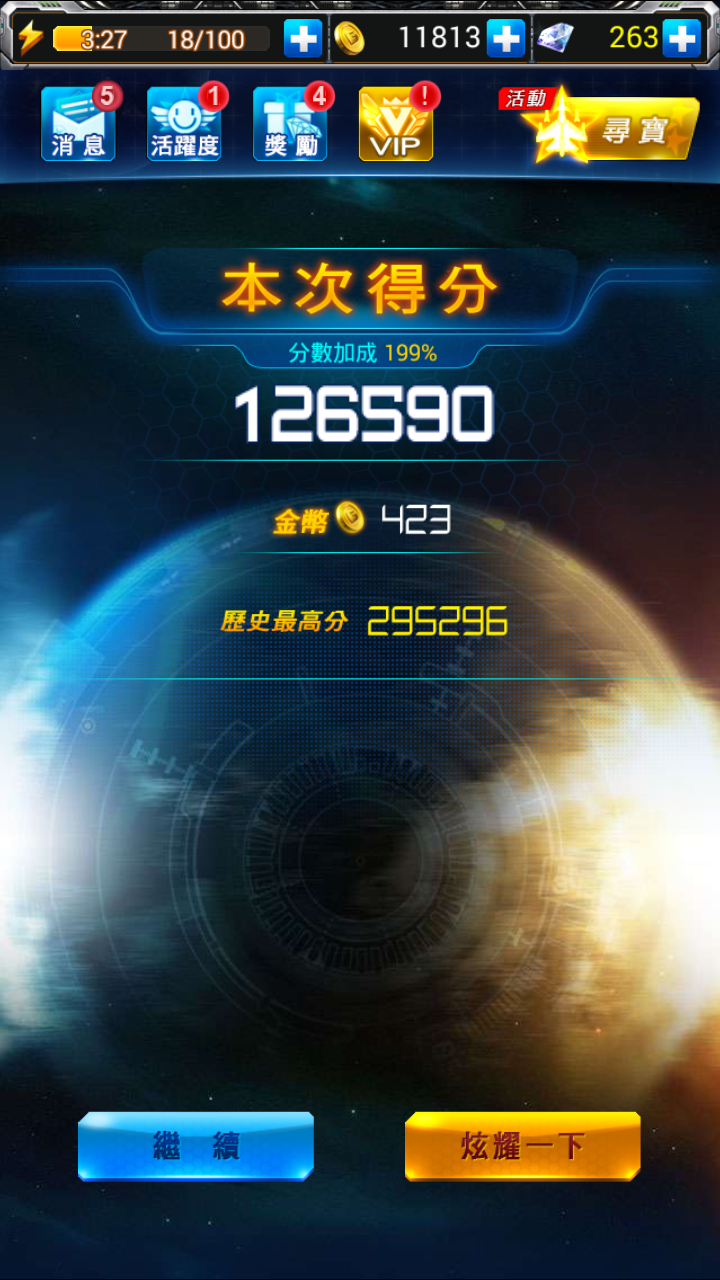 3:27 18/100 11813 263
5 1 4 !
消息 活躍度 獎勵 VIP 活動 尋寶
本次得分
分數加成 199%
126590
金幣 423
歷史最高分 295296
繼續 炫耀一下